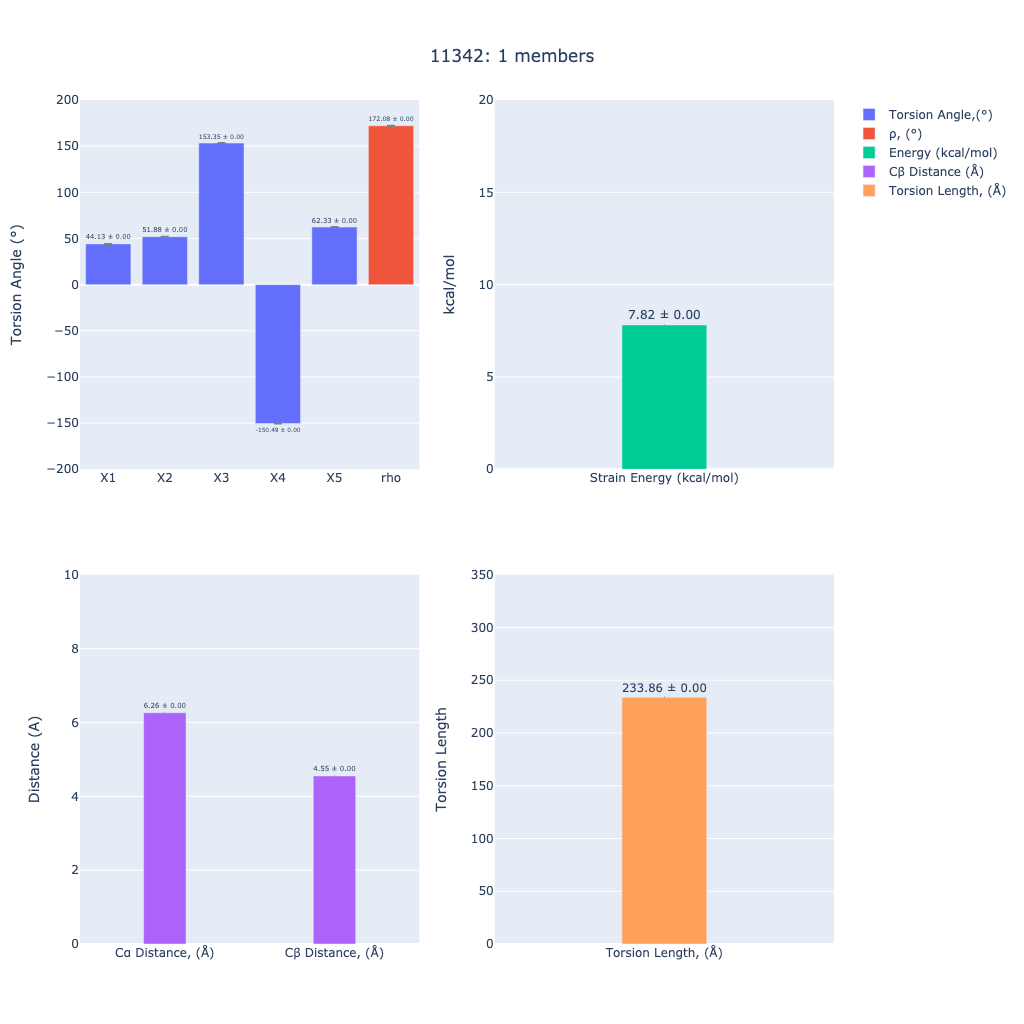 11342: 1 members
Torsion Angle (°)
200
150
100
50
0
−50
−100
−150
−200
44.13 ± 0.00
51.88 ± 0.00
153.35 ± 0.00
-150.49 ± 0.00
62.33 ± 0.00
172.08 ± 0.00
X1 X2 X3 X4 X5 rho
kcal/mol
20
15
10
5
0
7.82 ± 0.00
Strain Energy (kcal/mol)
Torsion Angle,(°)
ρ, (°)
Energy (kcal/mol)
Cβ Distance (Å)
Torsion Length, (Å)
Distance (A)
10
8
6
4
2
0
6.26 ± 0.00
4.55 ± 0.00
Cα Distance, (Å) Cβ Distance, (Å)
Torsion Length
350
300
250
200
150
100
50
0
233.86 ± 0.00
Torsion Length, (Å)